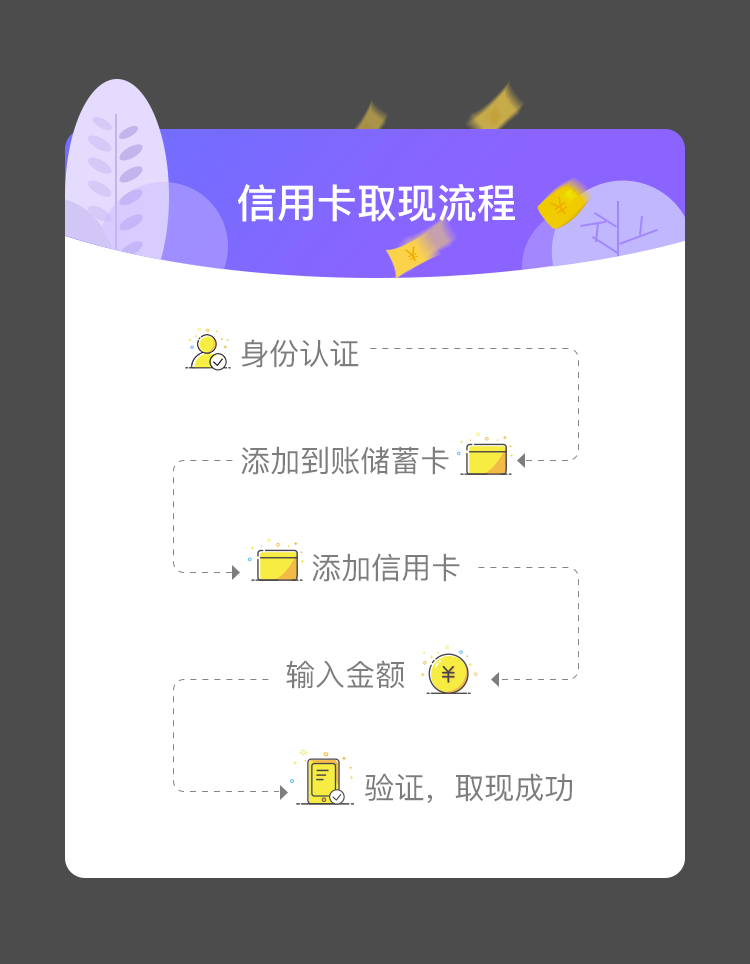 信用卡取现流程
¥
¥
身份认证
添加到账储蓄卡
添加信用卡
输入金额
¥
验证，取现成功